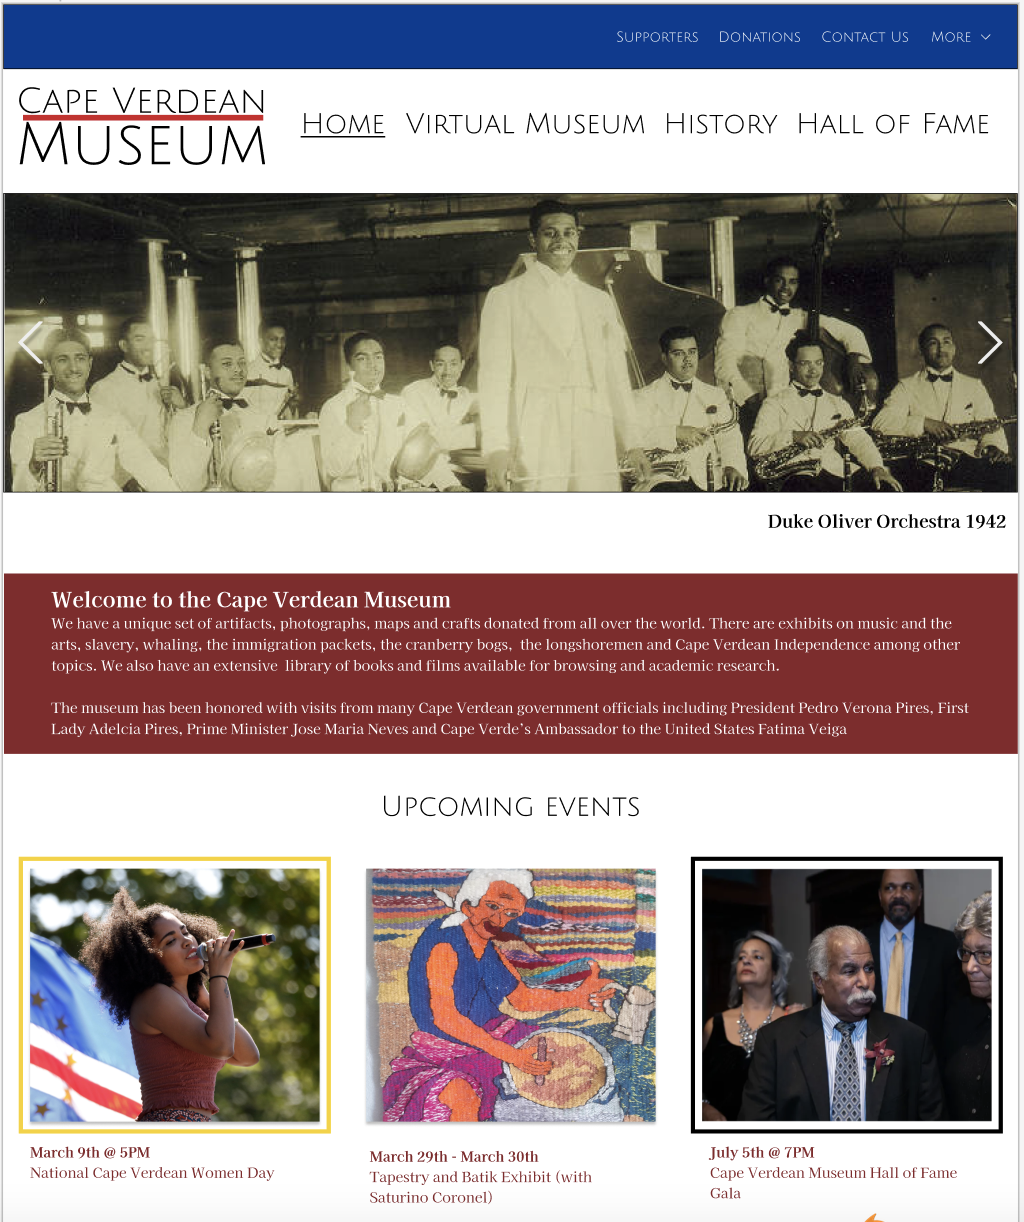 Supporters Donations Contact Us More
Cape Verdean
Museum
Home Virtual Museum History Hall of Fame
Duke Oliver Orchestra 1942
Welcome to the Cape Verdean Museum
We have a unique set of artifacts, photographs, maps and crafts donated from all over the world. There are exhibits on music and the
arts, slavery, whaling, the immigration packets, the cranberry bogs,  the longshoremen and Cape Verdean Independence among other
topics. We also have an extensive  library of books and films available for browsing and academic research.
The museum has been honored with visits from many Cape Verdean government officials including President Pedro Verona Pires, First
Lady Adelcia Pires, Prime Minister Jose Maria Neves and Cape Verde's Ambassador to the United States Fatima Veiga
Upcoming events
March 9th @ 5PM
National Cape Verdean Women Day
March 29th - March 30th
Tapestry and Batik Exhibit (with
Saturino Coronel)
July 5th @ 7PM
Cape Verdean Museum Hall of Fame
Gala